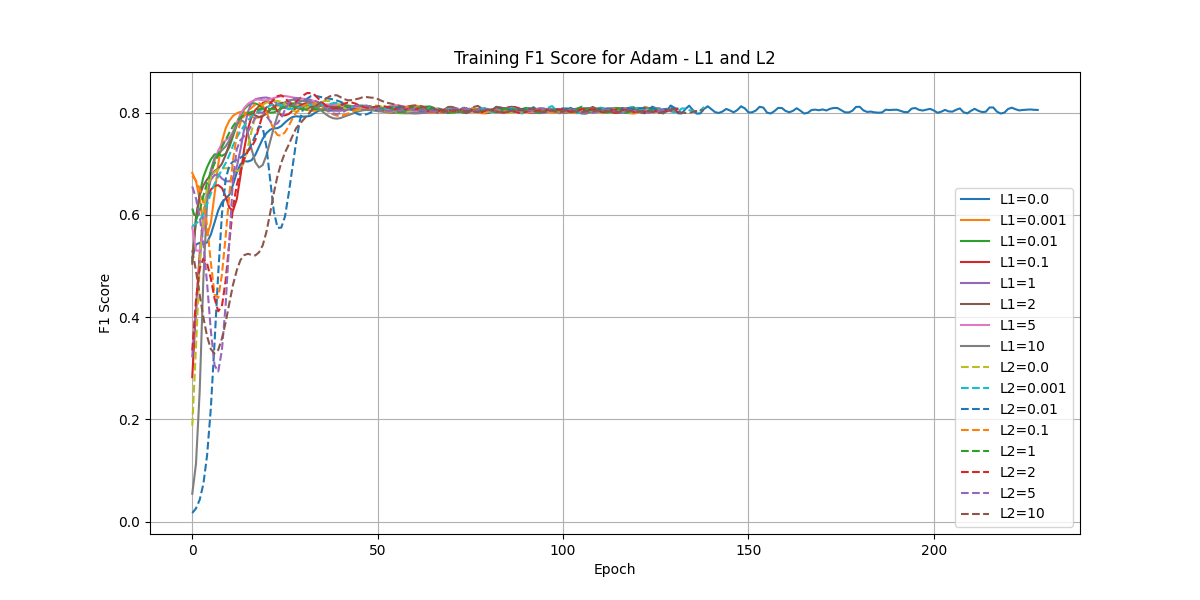 Training F1 Score for Adam - L1 and L2
F1 Score
0.8
0.6
0.4
0.2
0.0
0
50
100
150
200
Epoch
L1=0.0
L1=0.001
L1=0.01
L1=0.1
L1=1
L1=2
L1=5
L1=10
L2=0.0
L2=0.001
L2=0.01
L2=0.1
L2=1
L2=2
L2=5
L2=10